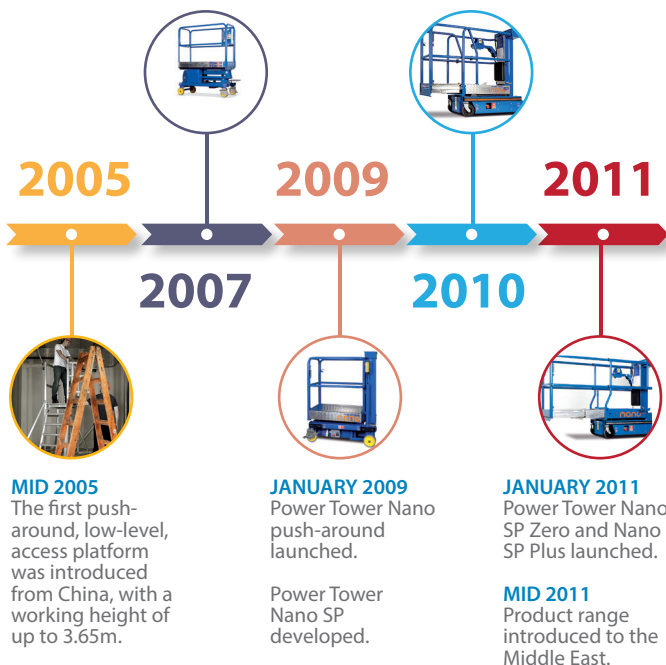 2005
2009
2011
2007
2010
nano
nano
MID 2005
The first push-
around, low-level,
access platform
was introduced
from China, with a
working height of
up to 3.65m.
JANUARY 2009
Power Tower Nano
push-around
launched.
Power Tower
Nano SP
developed.
JANUARY 2011
Power Tower Nano
SP Zero and Nano
SP Plus launched.
MID 2011
Product range
introduced to the
Middle East.